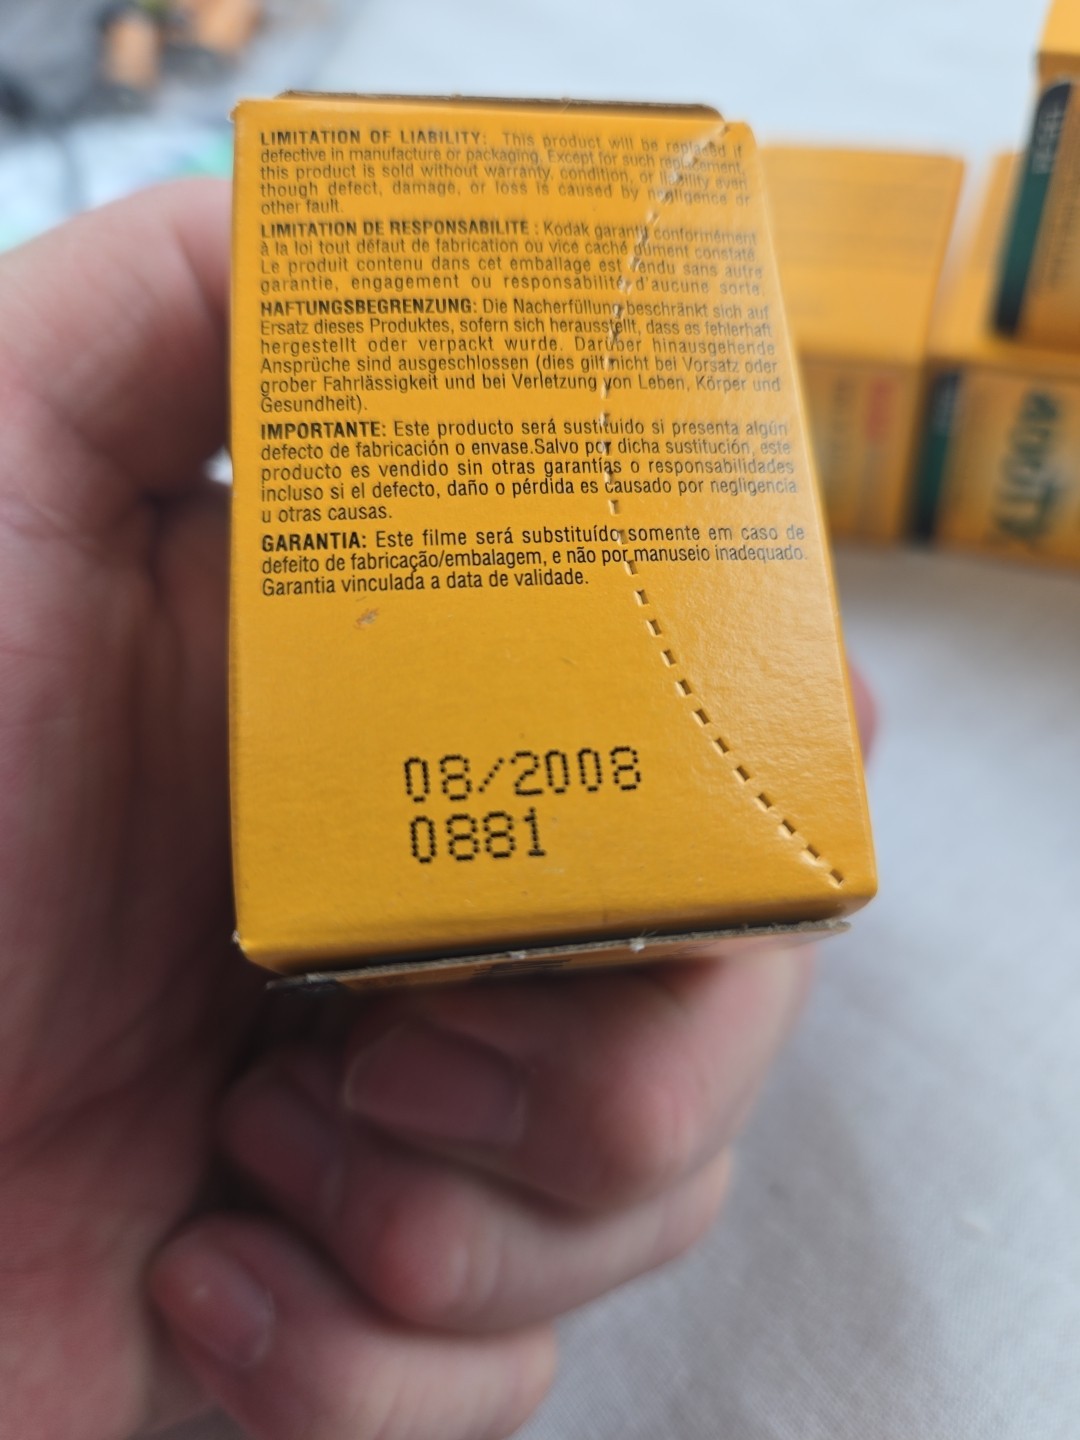 LIMITATION OF LIABILITY: This product will be replaced if
defective in manufacture or packaging. Except for such replacement,
this product is sold without warranty, condition, or liability even
though defect, damage, or loss is caused by negligence or
other fault.
LIMITATION DE RESPONSABILITE : Kodak garantit conformément
à la loi tout défaut de fabrication ou vice caché dûment constaté.
Le produit contenu dans cet emballage est vendu sans autre
garantie, engagement ou responsabilité d'aucune sorte.
HAFTUNGSBEGRENZUNG: Die Nacherfüllung beschränkt sich auf
Ersatz dieses Produktes, sofern sich herausstellt, dass es fehlerhaft
hergestellt oder verpackt wurde. Darüber hinausgehende
Ansprüche sind ausgeschlossen (dies gilt nicht bei Vorsatz oder
grober Fahrlässigkeit und bei Verletzung von Leben, Körper und
Gesundheit).
IMPORTANTE: Este producto será sustituido si presenta algún
defecto de fabricación o envase.Salvo por dicha sustitución, este
producto es vendido sin otras garantías o responsabilidades
incluso si el defecto, daño o pérdida es causado por negligencia
u otras causas.
GARANTIA: Este filme será substituído somente em caso de
defeito de fabricação/embalagem, e não por manuseio inadequado.
Garantia vinculada a data de validade.
08/2008
0881